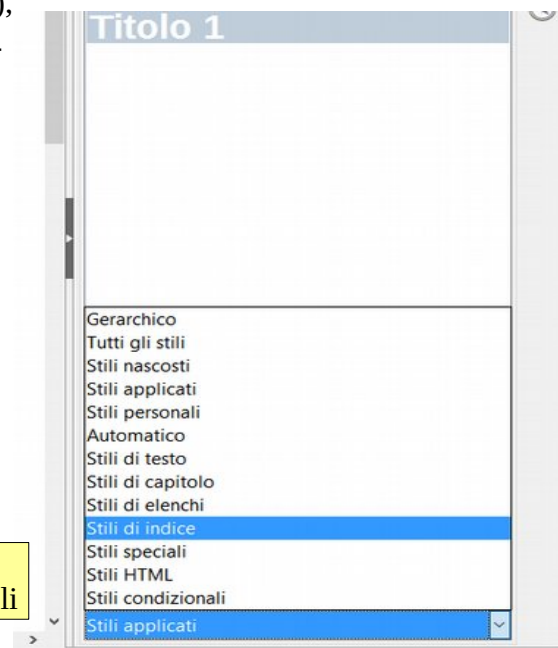 ),
Titolo 1
.
Gerarchico
Tutti gli stili
Stili nascosti
Stili applicati
Stili personali
Automatico
Stili di testo
Stili di capitolo
Stili di elenchi
Stili di indice
Stili speciali
Stili HTML
Stili condizionali
li
Stili applicati